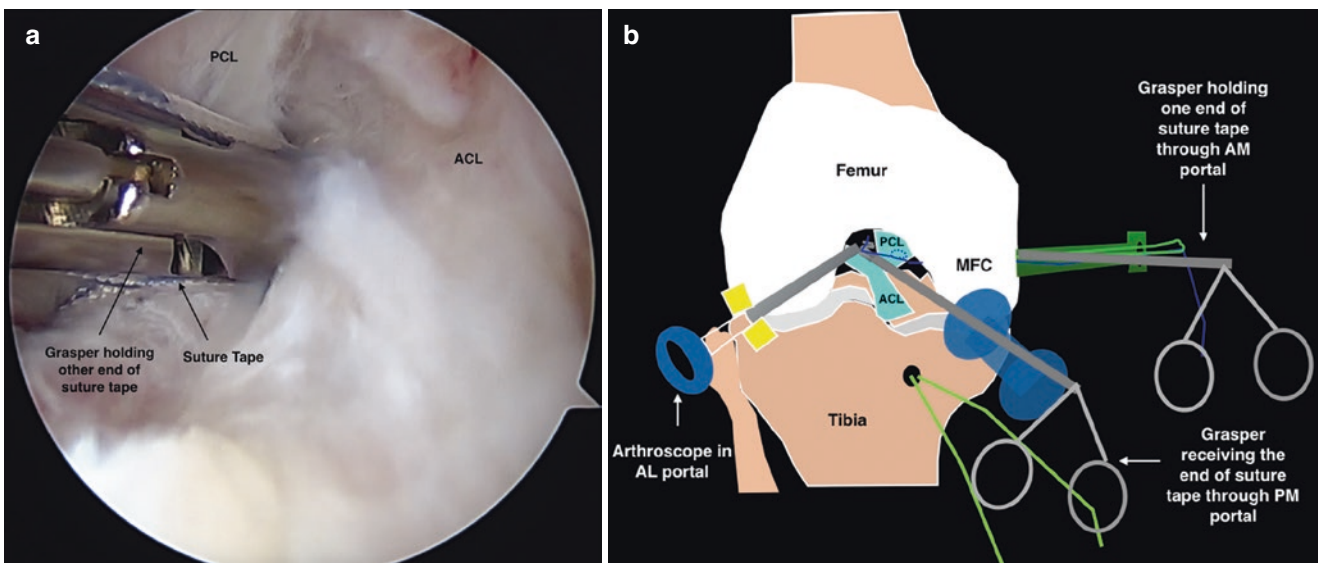 a
PCL
ACL
Grasper holding
other end of
suture tape
Suture Tape
b
Grasper holding
one end of
suture tape
through AM
portal
Femur
PCL
MFC
ACL
Tibia
Arthroscope in
AL portal
Grasper
receiving the
end of suture
tape through PM
portal